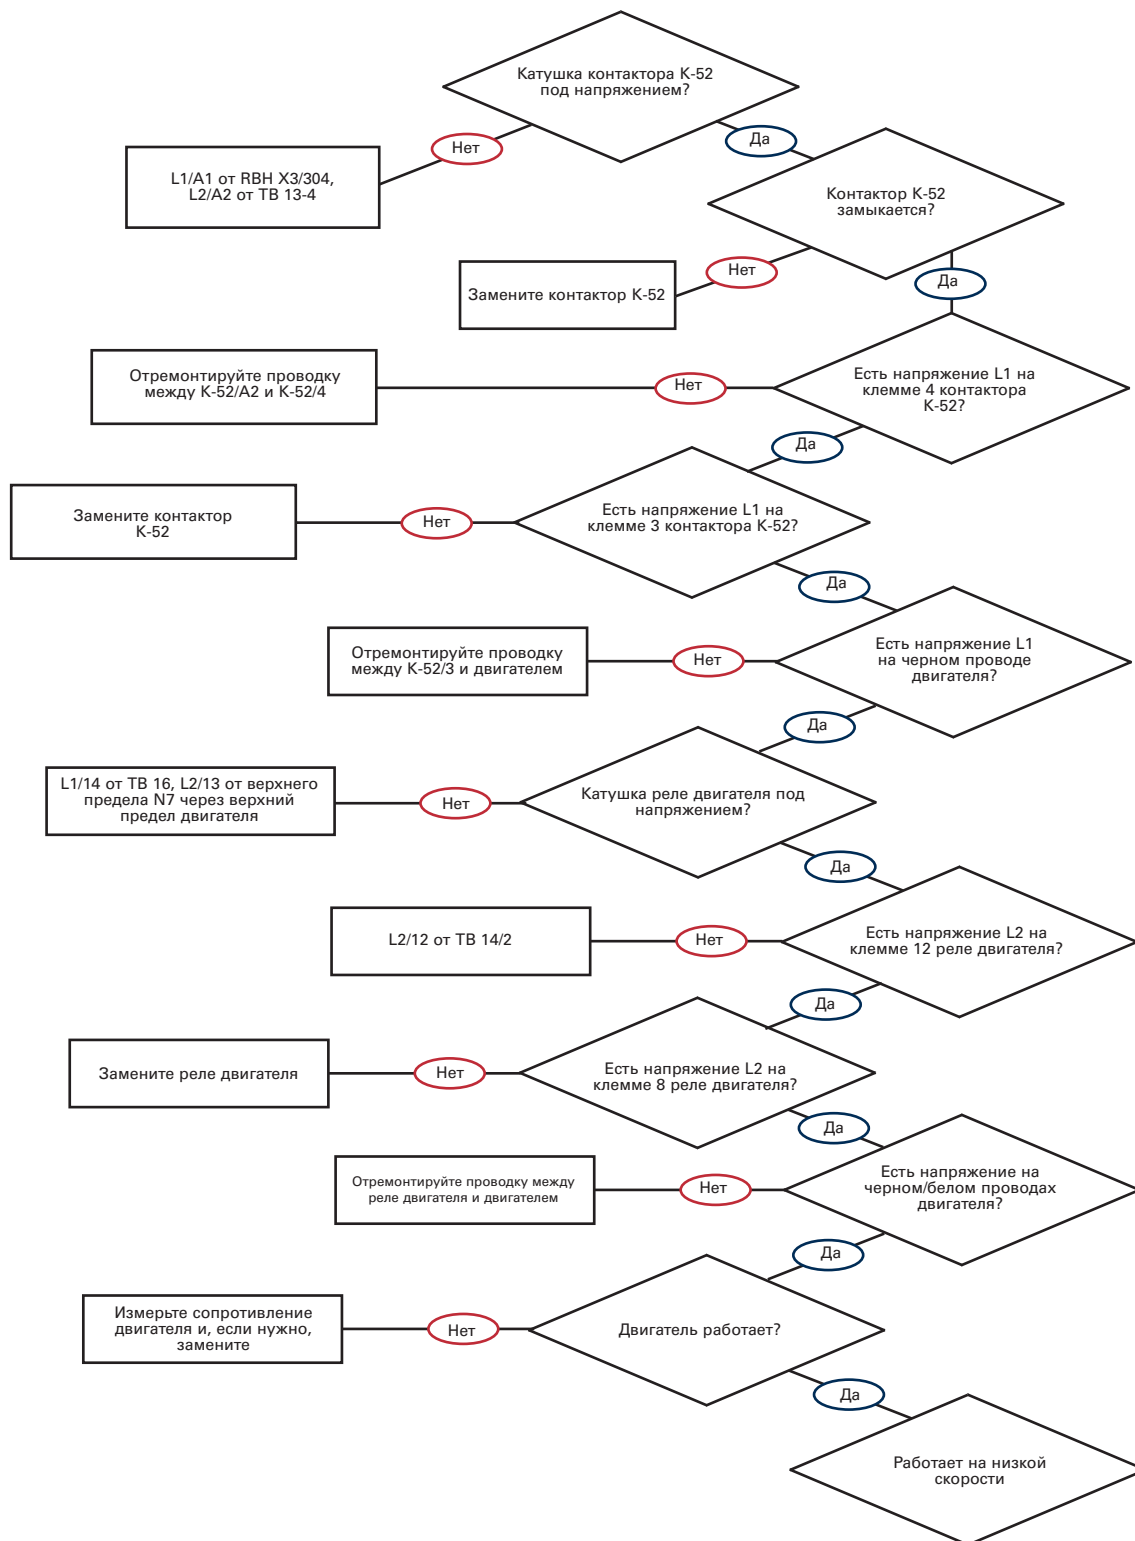 Катушка контактора К-52
под напряжением?
Нет
Да
L1/A1 от RBH X3/304,
L2/A2 от TB 13-4
Контактор К-52
замыкается?
Нет
Да
Замените контактор К-52
Отремонтируйте проводку
между К-52/А2 и К-52/4
Нет
Есть напряжение L1 на
клемме 4 контактора
К-52?
Да
Замените контактор
К-52
Нет
Есть напряжение L1 на
клемме 3 контактора К-52?
Да
Отремонтируйте проводку
между К-52/3 и двигателем
Нет
Есть напряжение L1
на черном проводе
двигателя?
Да
L1/14 от TB 16, L2/13 от верхнего
предела N7 через верхний
предел двигателя
Нет
Катушка реле двигателя под
напряжением?
Да
L2/12 от TB 14/2
Нет
Есть напряжение L2 на
клемме 12 реле двигателя?
Да
Замените реле двигателя
Нет
Есть напряжение L2 на
клемме 8 реле двигателя?
Да
Отремонтируйте проводку между
реле двигателя и двигателем
Нет
Есть напряжение на
черном/белом проводах
двигателя?
Да
Измерьте сопротивление
двигателя и, если нужно,
замените
Нет
Двигатель работает?
Да
Работает на низкой
скорости